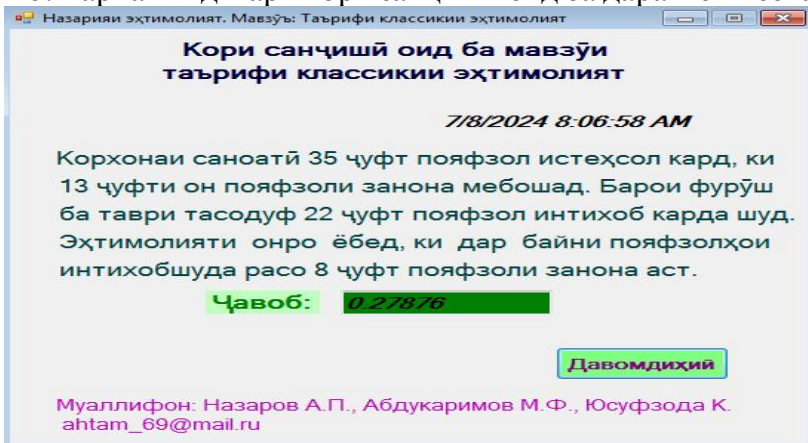 Назарияи эҳтимолият. Мавзӯъ: Таърифи классикии эҳтимолият
Кори санҷишӣ оид ба мавзӯи
таърифи классикии эҳтимолият
7/8/2024 8:06:58 AM
Корхонаи саноатӣ 35 ҷуфт пояфзол истеҳсол кард, ки
13 ҷуфти он пояфзоли занона мебошад. Барои фурӯш
ба таври тасодуф 22 ҷуфт пояфзол интихоб карда шуд.
Эҳтимолияти онро ёбед, ки дар байни пояфзолҳои
интихобшуда расо 8 ҷуфт пояфзоли занона аст.
Ҷавоб: 0.27876
Давомдиҳӣй
Муаллифон: Назаров А.П., Абдукаримов М.Ф., Юсуфзода К.
ahtam_69@mail.ru